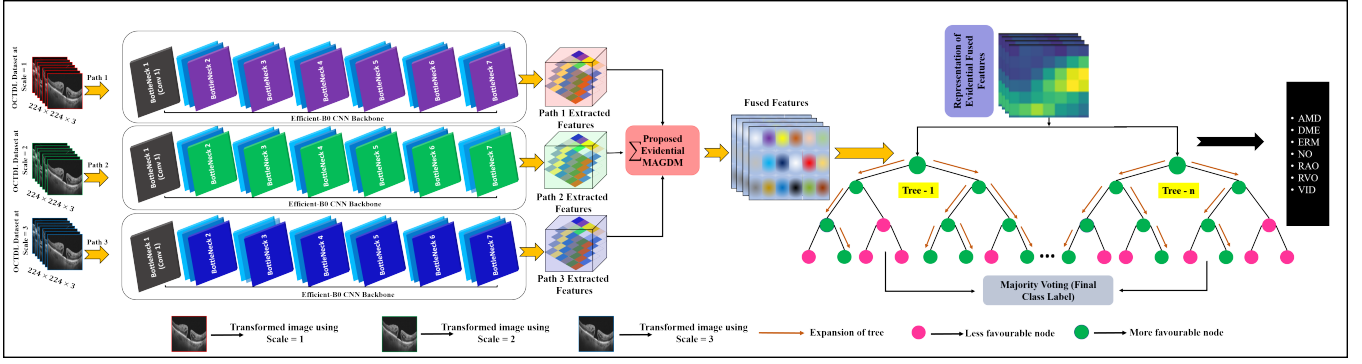 OCTDL Dataset at
Scale = 1
224 × 224 × 3
Path 1
BottleNeck 1
(Conv 1)
BottleNeck 2
BottleNeck 3
BottleNeck 4
BottleNeck 5
BottleNeck 6
BottleNeck 7
Efficient-B0 CNN Backbone
Path 1 Extracted
Features
OCTDL Dataset at
Scale = 2
224 × 224 × 3
Path 2
BottleNeck 1
(Conv 1)
BottleNeck 2
BottleNeck 3
BottleNeck 4
BottleNeck 5
BottleNeck 6
BottleNeck 7
Efficient-B0 CNN Backbone
Path 2 Extracted
Features
OCTDL Dataset at
Scale = 3
224 × 224 × 3
Path 3
BottleNeck 1
(Conv 1)
BottleNeck 2
BottleNeck 3
BottleNeck 4
BottleNeck 5
BottleNeck 6
BottleNeck 7
Efficient-B0 CNN Backbone
Path 3 Extracted
Features
∑ Proposed
Evidential
MAGDM
Fused Features
Representation of
Evidential Fused
Features
Tree - 1
Tree - n
•••
Majority Voting (Final
Class Label)
• AMD
• DME
• ERM
• NO
• RAO
• RVO
• VID
Transformed image using
Scale = 1
Transformed image using
Scale = 2
Transformed image using
Scale = 3
Expansion of tree
Less favourable node
More favourable node